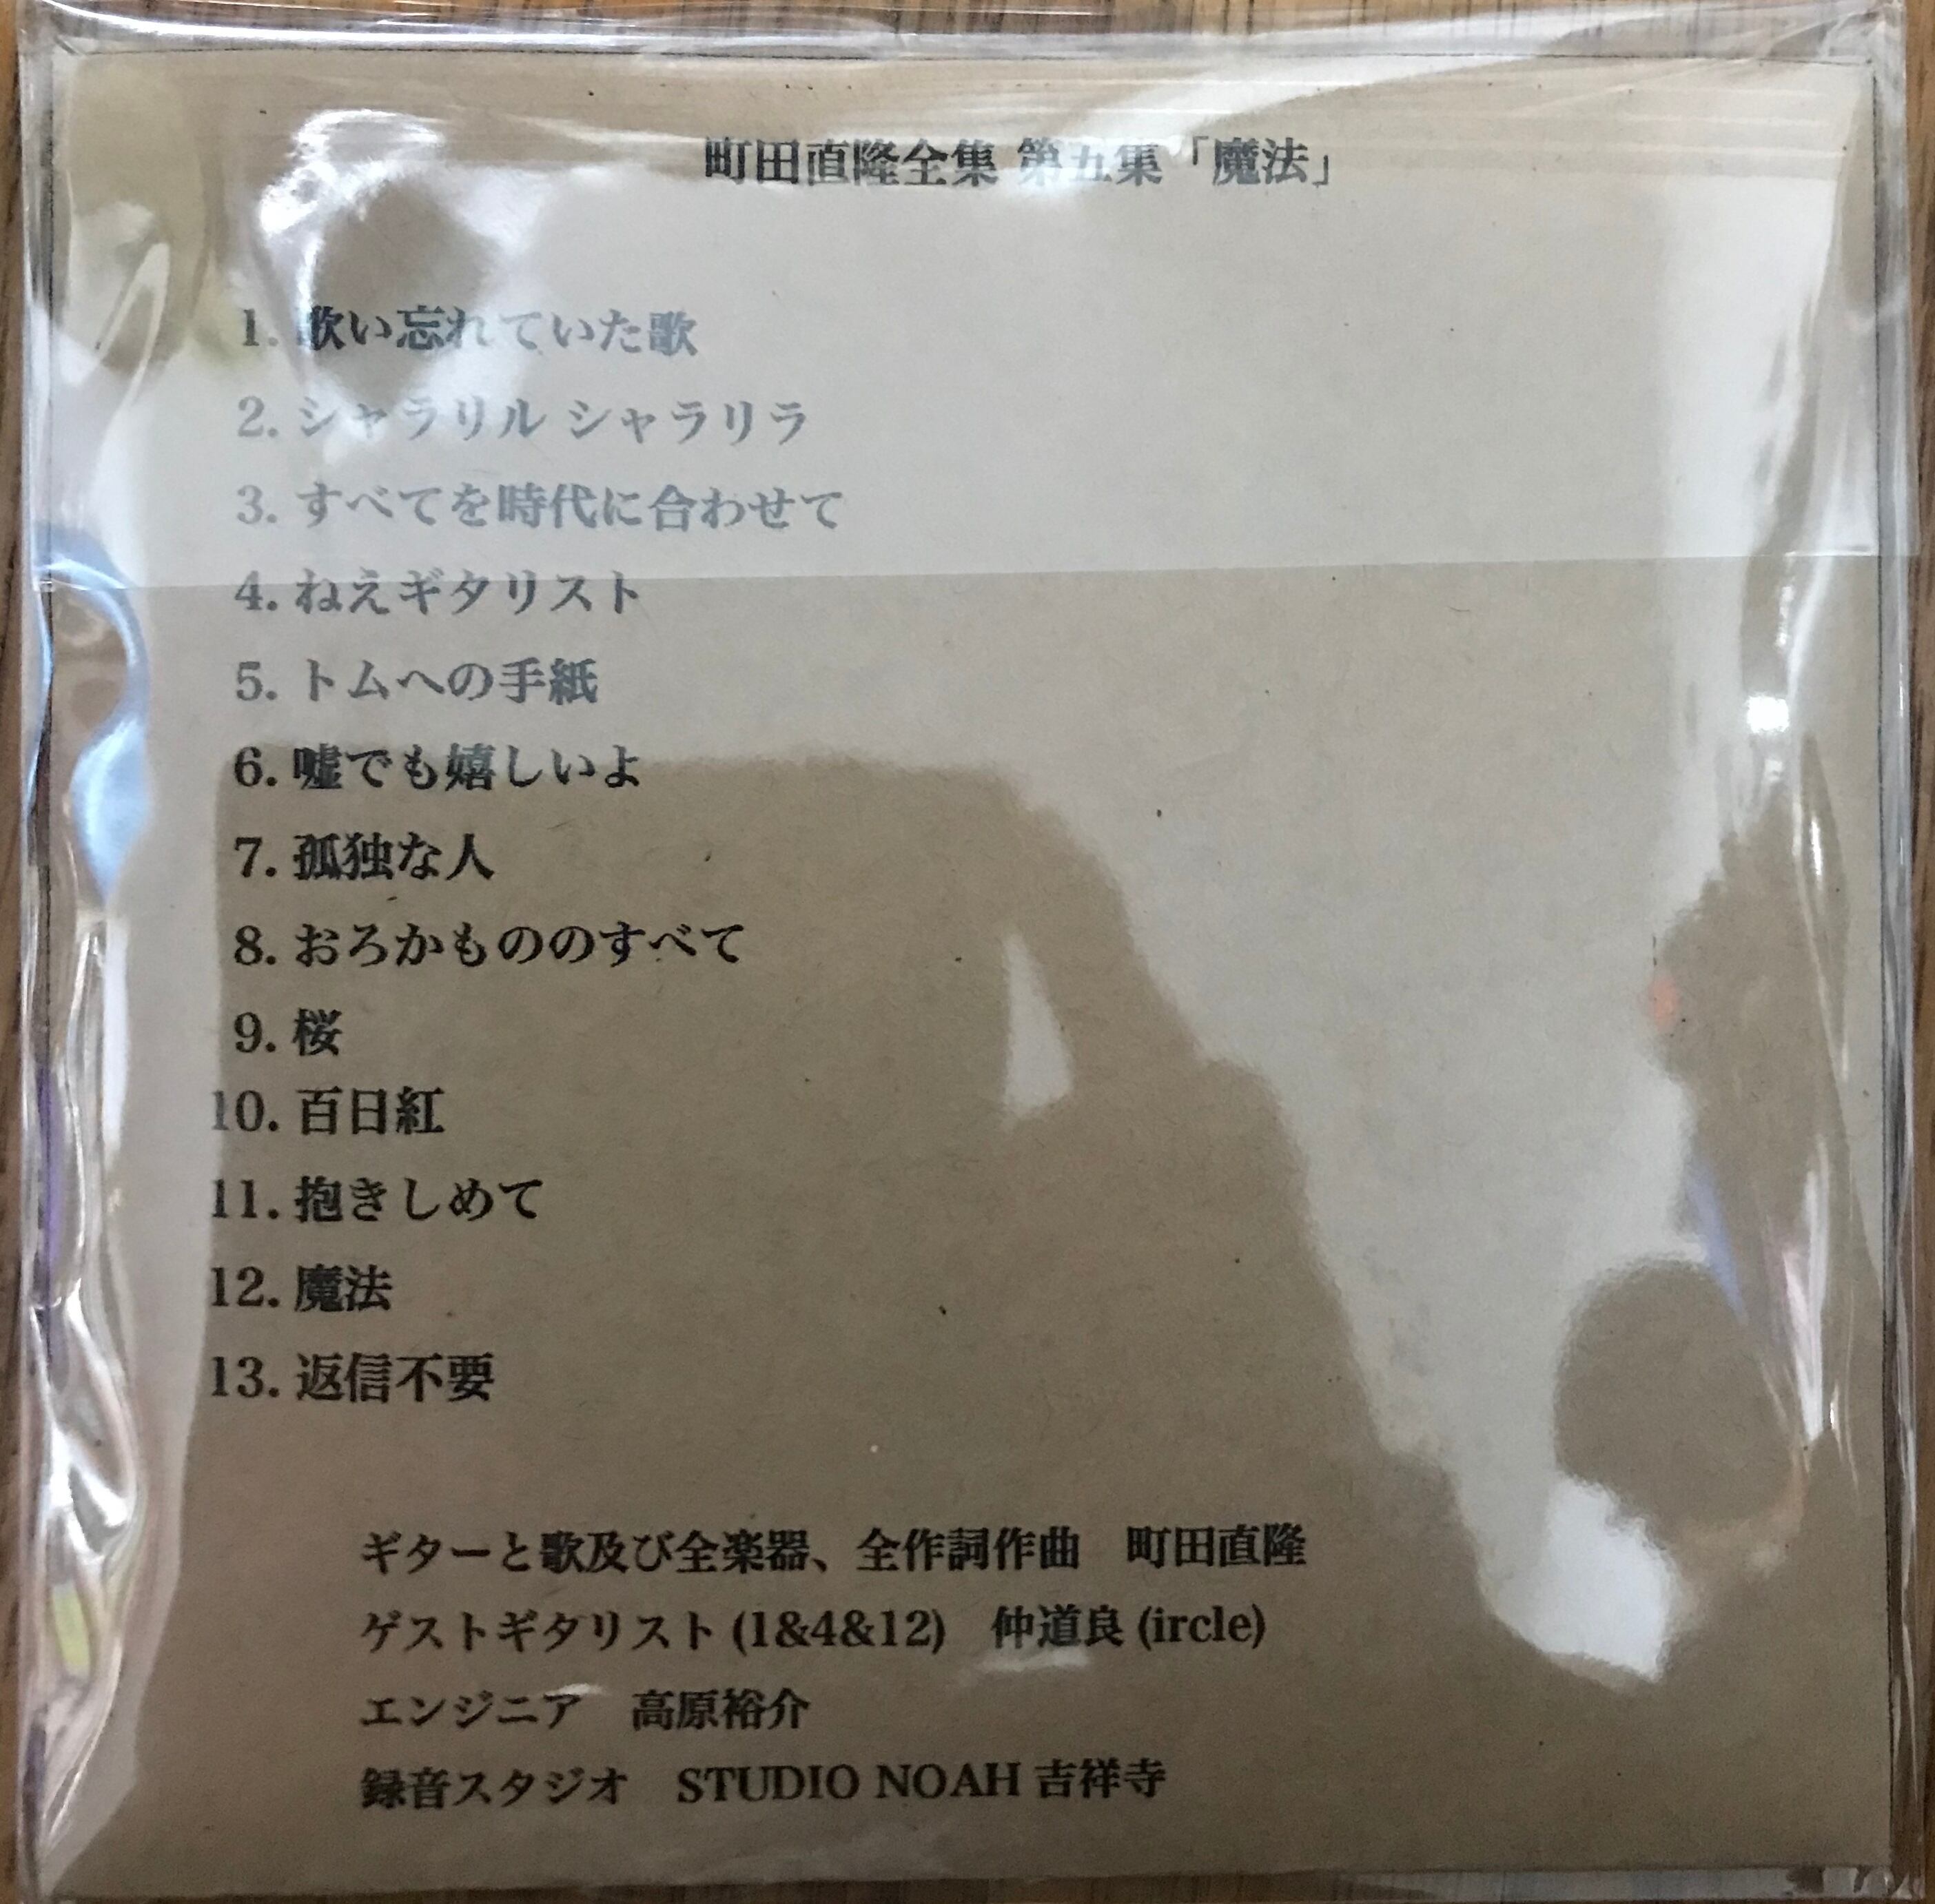 町田直隆全集 第五集「魔法」
1. 歌い忘れていた歌
2. シャラリル シャラリラ
3. すべてを時代に合わせて
4. ねえギタリスト
5. トムへの手紙
6. 嘘でも嬉しいよ
7. 孤独な人
8. おろかもののすべて
9. 桜
10. 百日紅
11. 抱きしめて
12. 魔法
13. 返信不要
ギターと歌及び全楽器、全作詞作曲　町田直隆
ゲストギタリスト (1&4&12)　仲道良 (ircle)
エンジニア　高原裕介
録音スタジオ　STUDIO NOAH 吉祥寺